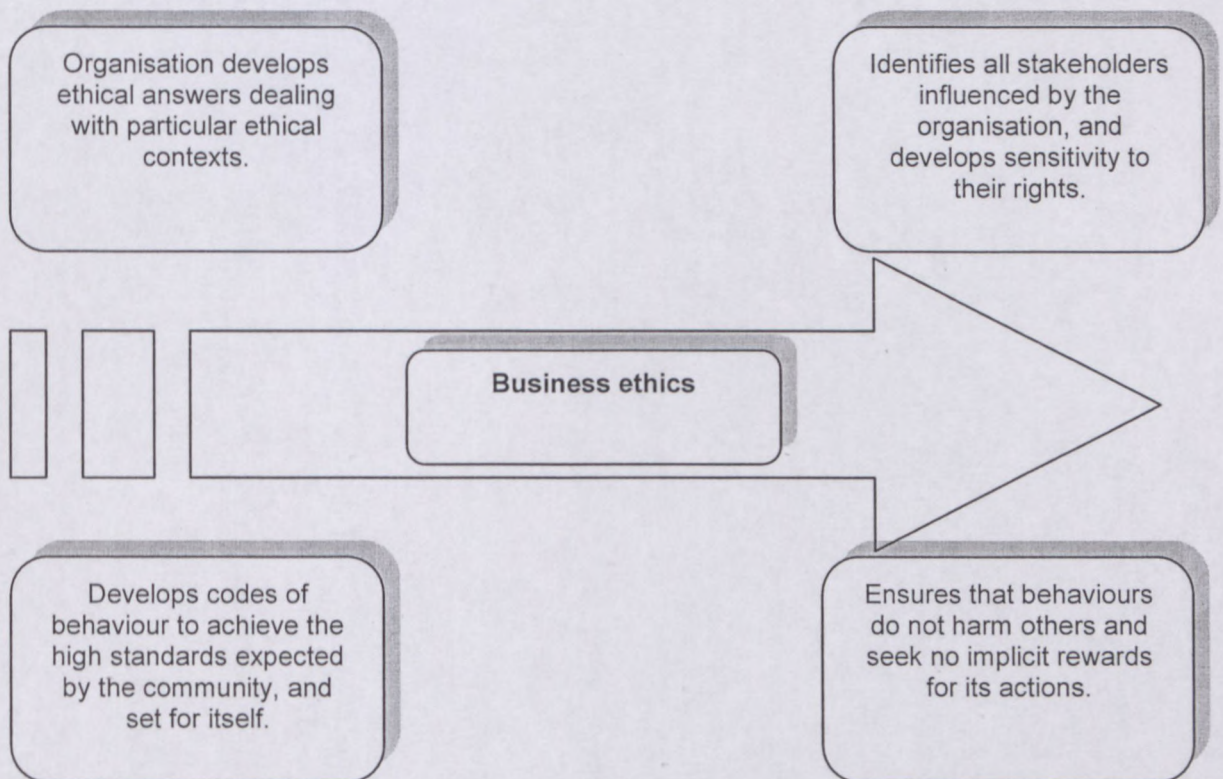 Organisation develops
ethical answers dealing
with particular ethical
contexts.
Identifies all stakeholders
influenced by the
organisation, and
develops sensitivity to
their rights.
Business ethics
Develops codes of
behaviour to achieve the
high standards expected
by the community, and
set for itself.
Ensures that behaviours
do not harm others and
seek no implicit rewards
for its actions.